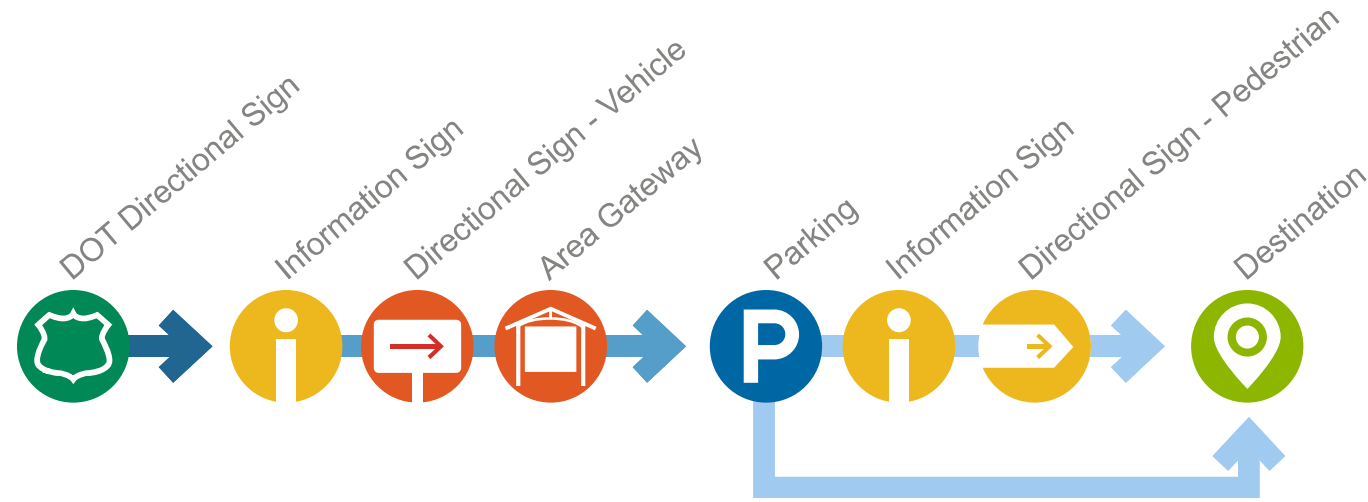 DOT Directional Sign
Information Sign
Directional Sign - Vehicle
Area Gateway
Parking
Information Sign
Directional Sign - Pedestrian
Destination
P